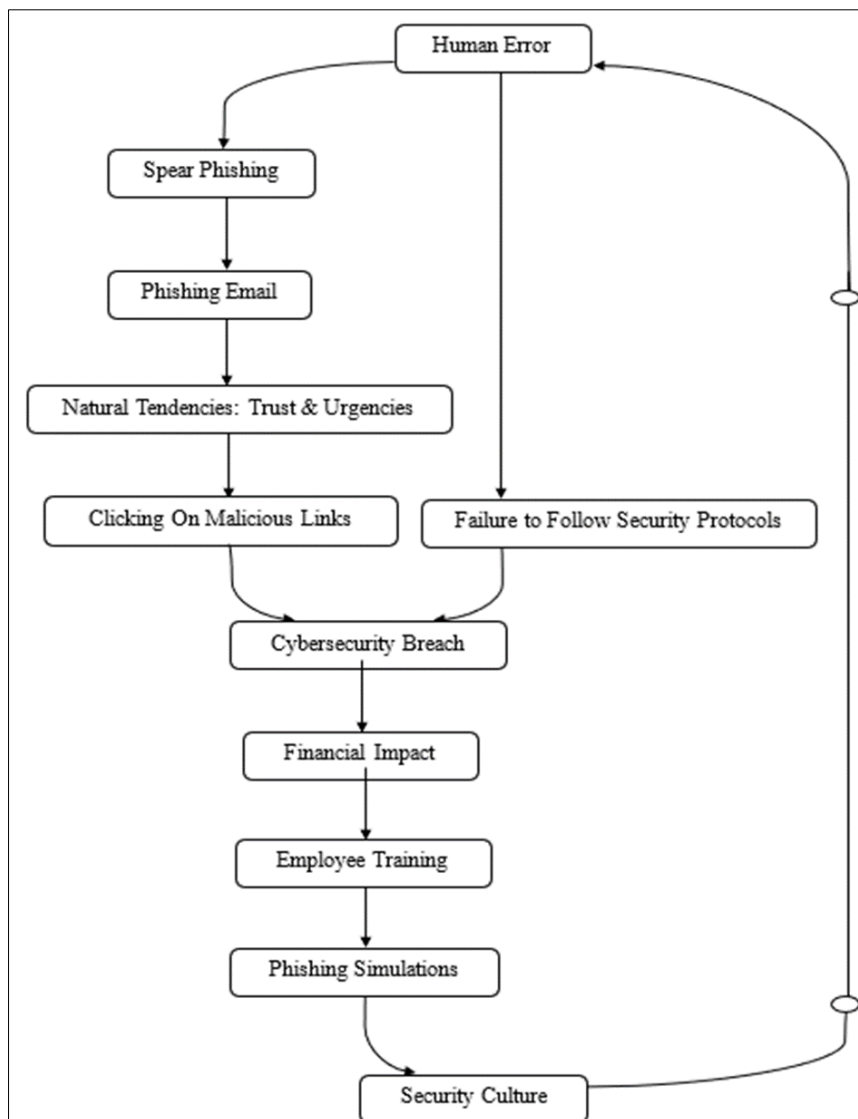 Human Error
Spear Phishing
Phishing Email
Natural Tendencies: Trust & Urgencies
Clicking On Malicious Links
Failure to Follow Security Protocols
Cybersecurity Breach
Financial Impact
Employee Training
Phishing Simulations
Security Culture